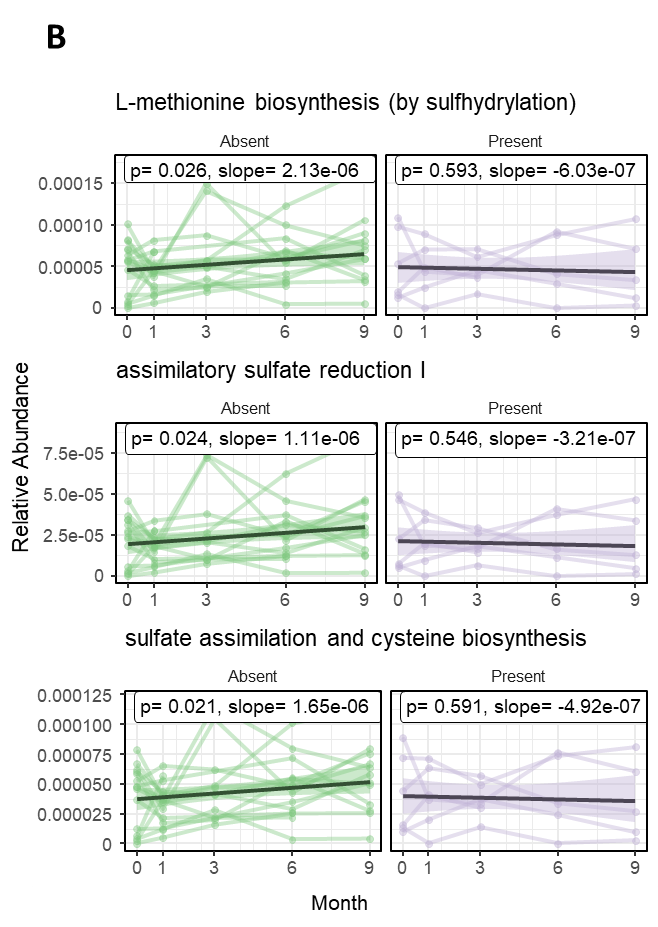 B
L-methionine biosynthesis (by sulfhydrylation)
Absent Present
p= 0.026, slope= 2.13e-06 p= 0.593, slope= -6.03e-07
0.00015
0.00010
0.00005
0
0 1 3 6 9 0 1 3 6 9
assimilatory sulfate reduction I
Absent Present
p= 0.024, slope= 1.11e-06 p= 0.546, slope= -3.21e-07
7.5e-05
5.0e-05
2.5e-05
0
0 1 3 6 9 0 1 3 6 9
Relative Abundance
sulfate assimilation and cysteine biosynthesis
Absent Present
p= 0.021, slope= 1.65e-06 p= 0.591, slope= -4.92e-07
0.000125
0.000100
0.000075
0.000050
0.000025
0
0 1 3 6 9 0 1 3 6 9
Month